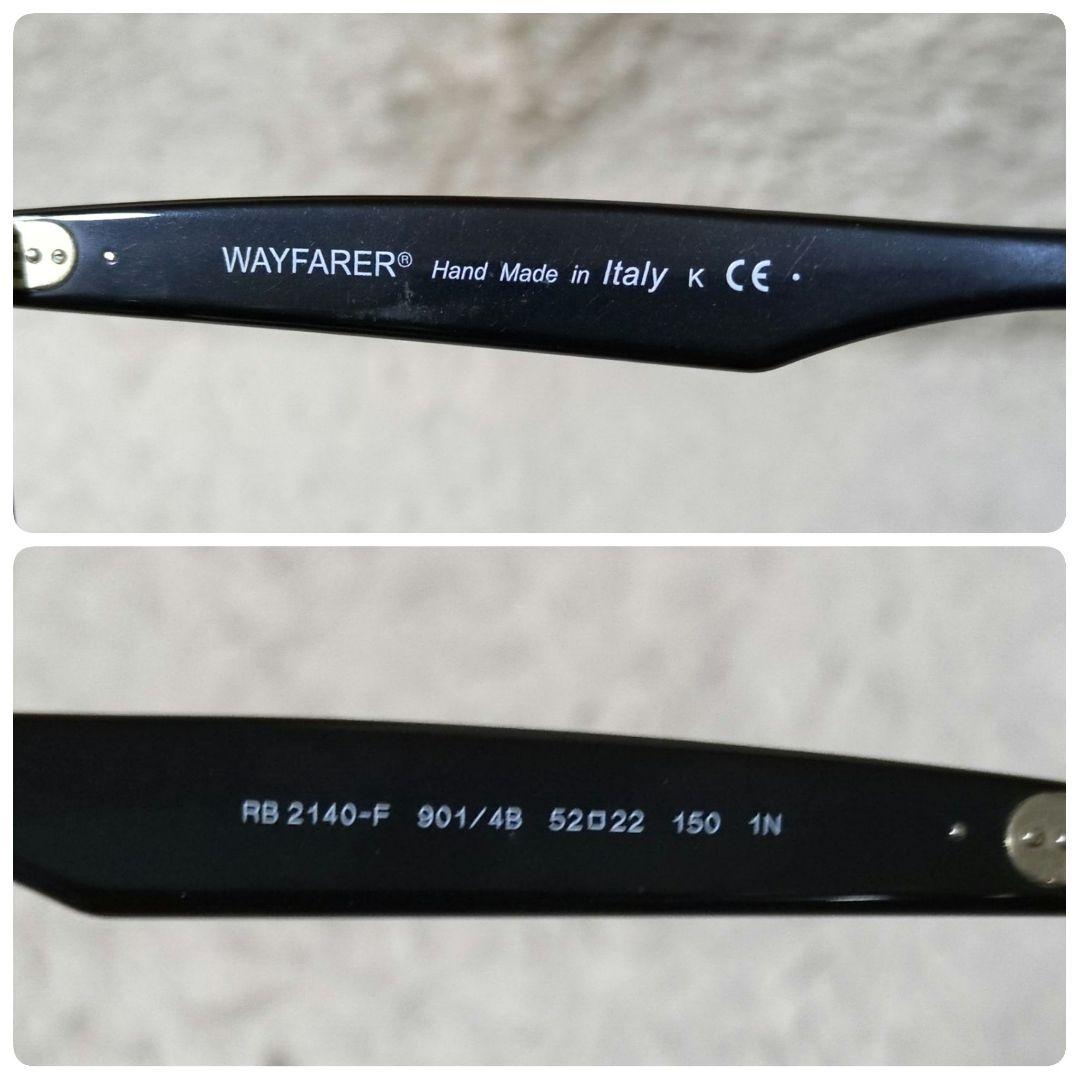 WAYFARER® Hand Made in Italy K CE
RB 2140-F 901/4B 52□22 150 1N